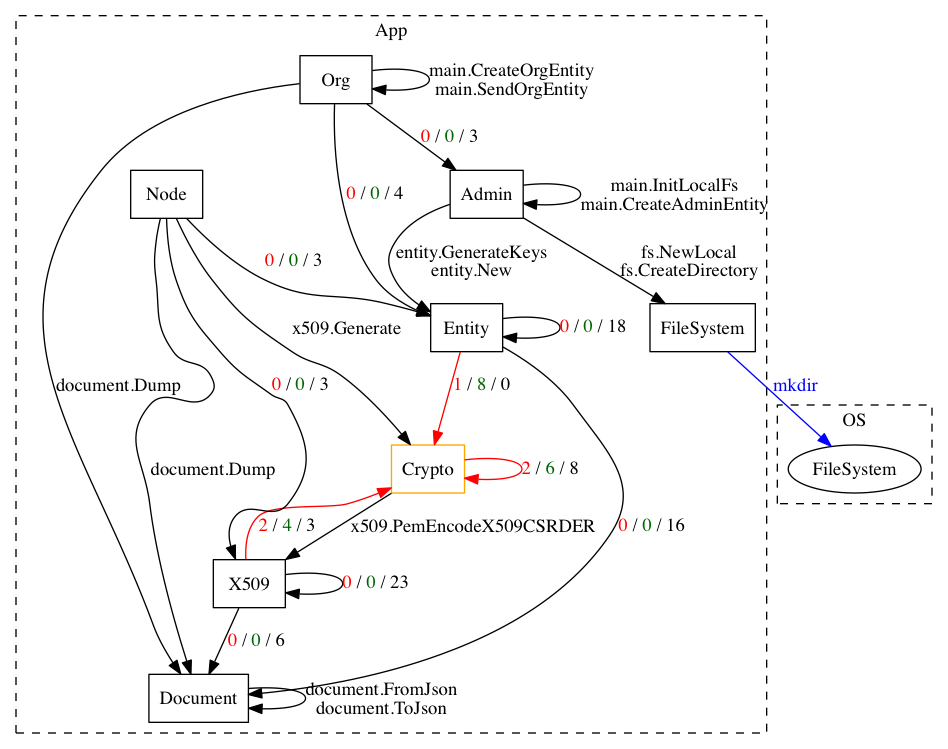 App
Org
main.CreateOrgEntity
main.SendOrgEntity
0 / 0 / 3
Node
0 / 0 / 4
Admin
main.InitLocalFs
main.CreateAdminEntity
entity.GenerateKeys
entity.New
fs.NewLocal
fs.CreateDirectory
0 / 0 / 3
x509.Generate
Entity
0 / 0 / 18
FileSystem
document.Dump
0 / 0 / 3
1 / 8 / 0
mkdir
OS
FileSystem
document.Dump
Crypto
2 / 6 / 8
2 / 4 / 3
x509.PemEncodeX509CSRDER
0 / 0 / 16
X509
0 / 0 / 23
0 / 0 / 6
Document
document.FromJson
document.ToJson